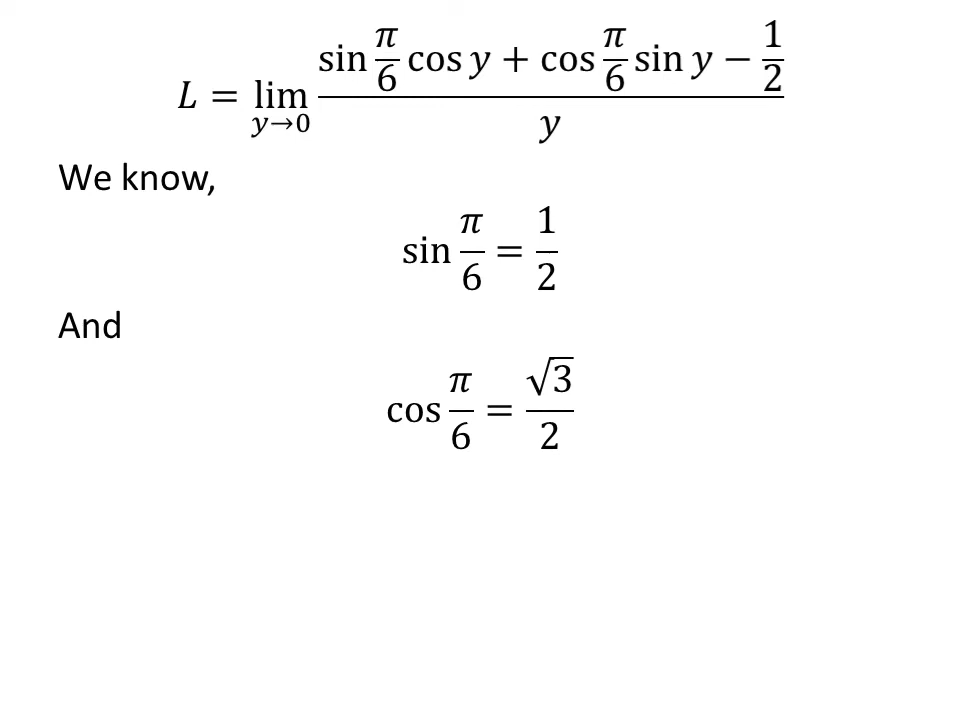 L = lim y→0 (sin π/6 cos y + cos π/6 sin y − 1/2) / y
We know,
sin π/6 = 1/2
And
cos π/6 = √3/2